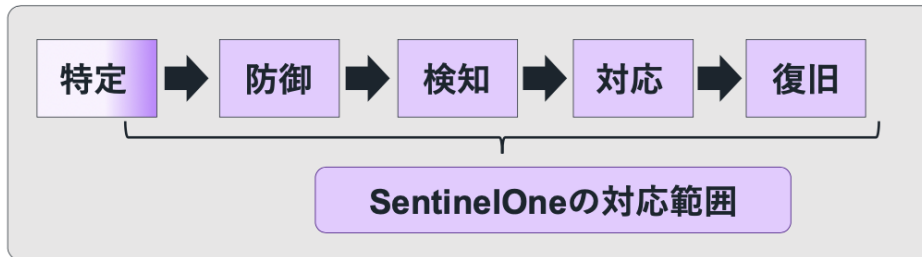 特定
防御
検知
対応
復旧
SentinelOneの対応範囲